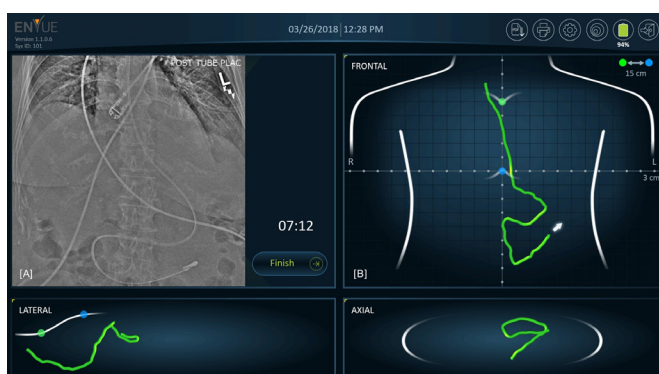 ENVUE
Version 1.1.0.6
Sys ID: 101
03/26/2018 12:28 PM
94%
POST TUBE PLAC
L
[A]
07:12
Finish
FRONTAL
15 cm
R
L
3 cm
[B]
LATERAL
AXIAL